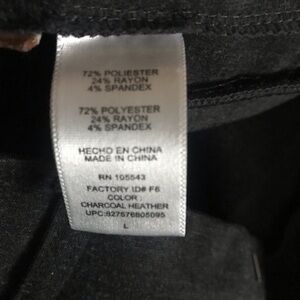 72% POLIESTER
24% RAYON
4% SPANDEX
72% POLYESTER
24% RAYON
4% SPANDEX
HECHO EN CHINA
MADE IN CHINA
RN 105543
FACTORY ID# F6
COLOR :
CHARCOAL HEATHER
UPC:827576805095
L